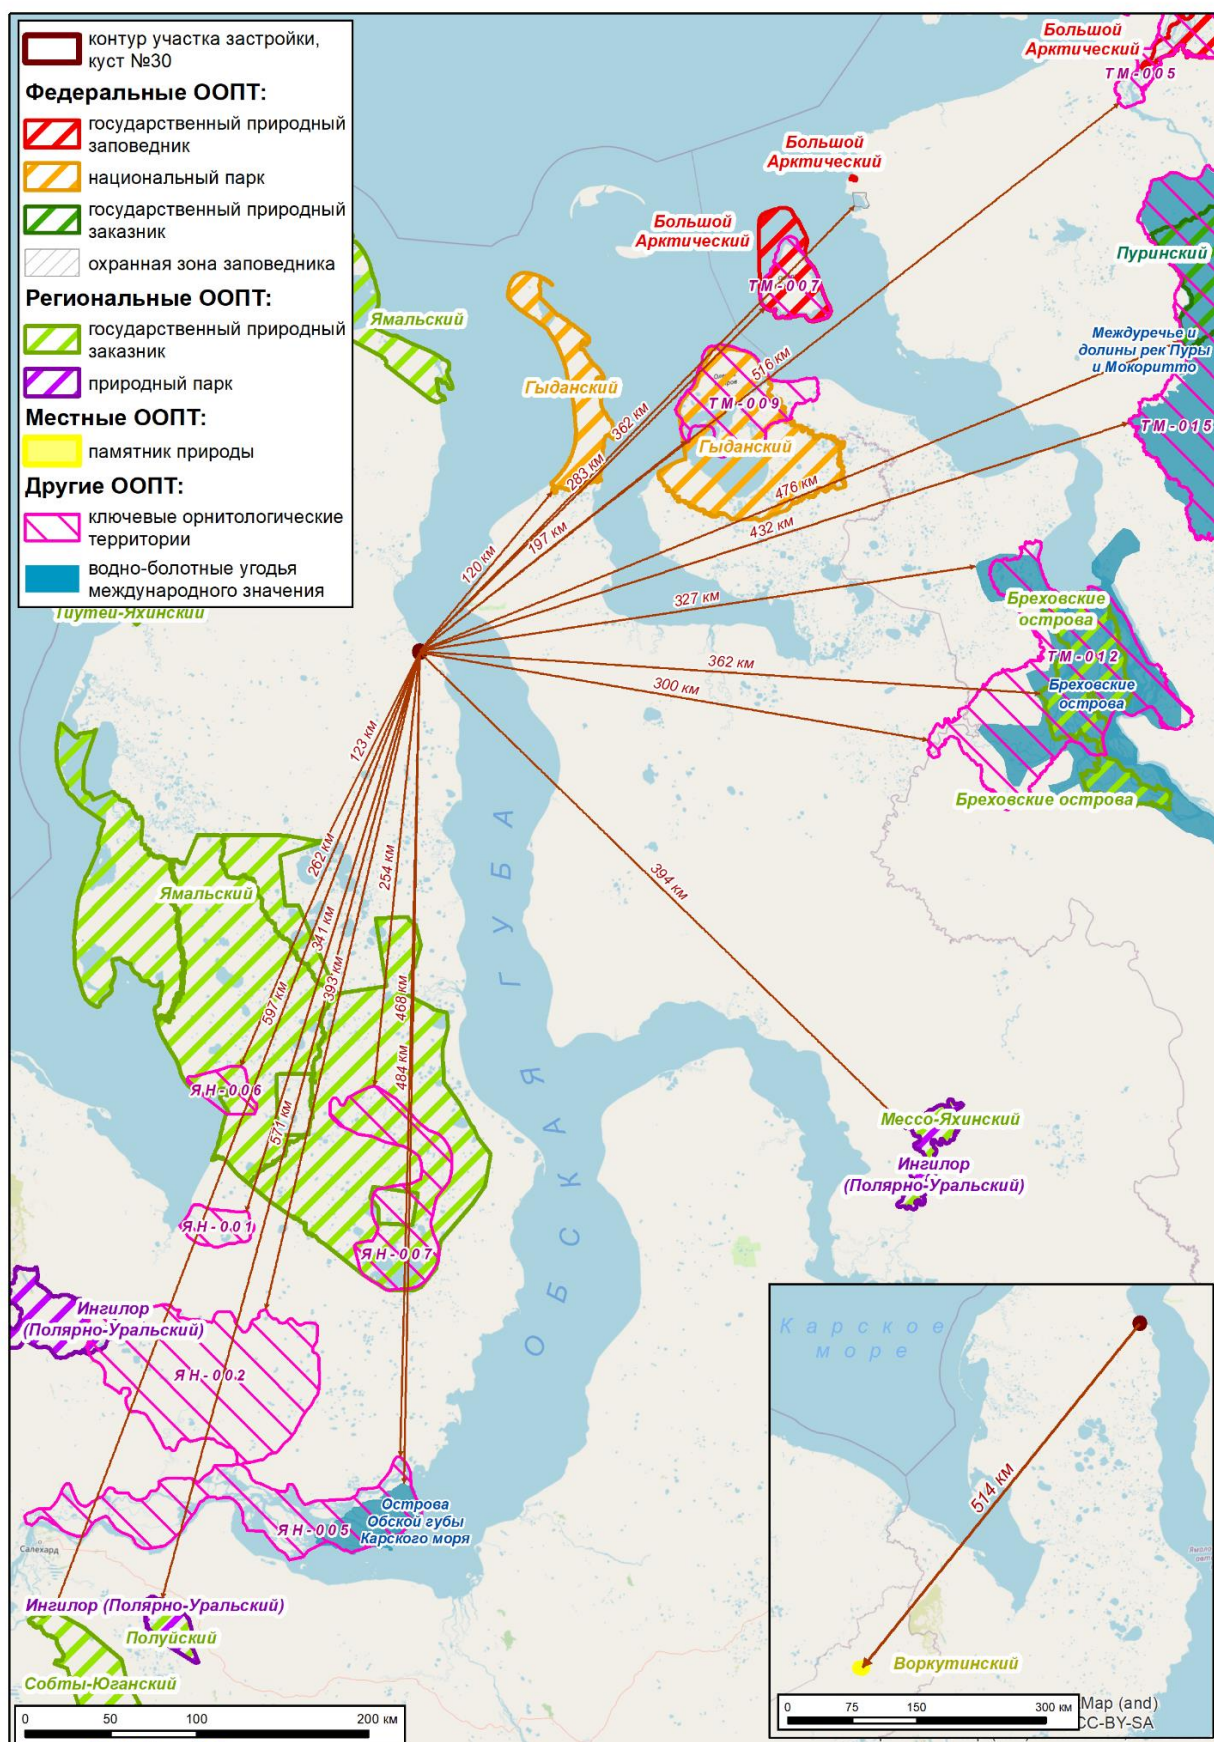 контур участка застройки,
куст №30
Федеральные ООПТ:
государственный природный
заповедник
национальный парк
государственный природный
заказник
охранная зона заповедника
Региональные ООПТ:
государственный природный
заказник
природный парк
Местные ООПТ:
памятник природы
Другие ООПТ:
ключевые орнитологические
территории
водно-болотные угодья
международного значения
Тиутей-Яхинский
Большой
Арктический
ТМ-005
Большой
Арктический
Большой
Арктический
ТМ-007
Пуринский
Ямальский
Междуречье и
долины рек Пуры
и Мокоритто
Гыданский
ТМ-009
ТМ-015
Гыданский
516 км
362 км
283 км
476 км
432 км
197 км
120 км
327 км
Бреховские
острова
ТМ-012
362 км
Бреховские
острова
300 км
Бреховские острова
123 км
262 км
254 км
394 км
Ямальский
341 км
393 км
597 км
468 км
484 км
571 км
ОБСКАЯ ГУБА
ЯН-006
Мессо-Яхинский
Ингилор
(Полярно-Уральский)
ЯН-001
ЯН-007
Ингилор
(Полярно-Уральский)
ЯН-002
Острова
Обской губы
Карского моря
ЯН-005
Салехард
Ингилор (Полярно-Уральский)
Полуйский
Собты-Юганский
0 50 100 200 км
Карское
море
514 км
Воркутинский
0 75 150 300 км
Map (and)
CC-BY-SA